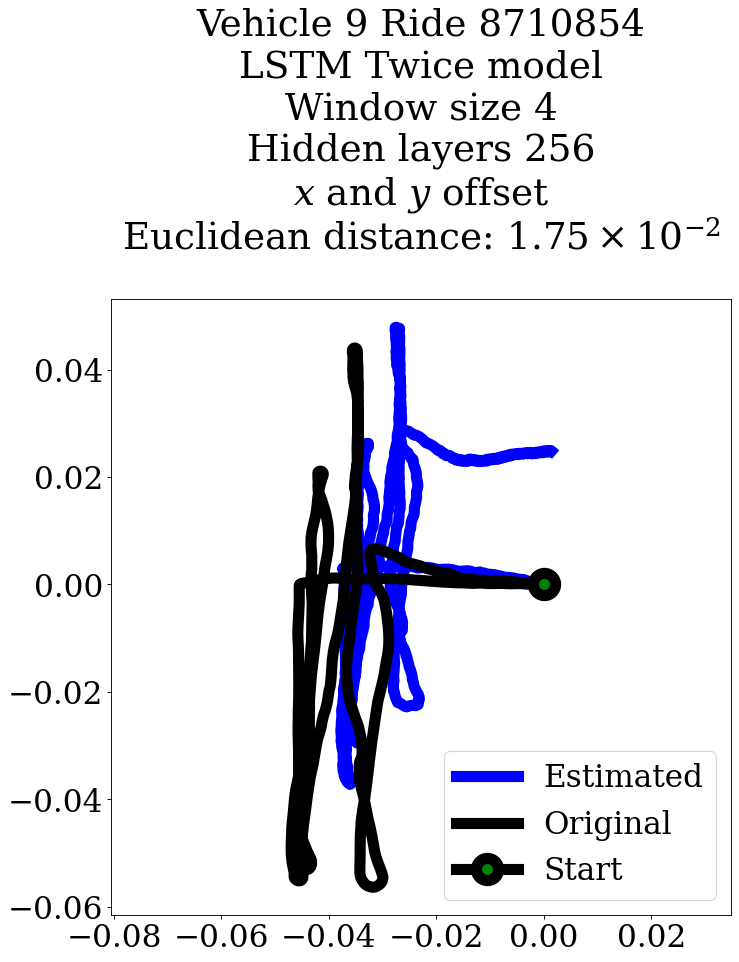 Vehicle 9 Ride 8710854
LSTM Twice model
Window size 4
Hidden layers 256
x and y offset
Euclidean distance: 1.75 × 10⁻²
0.04
0.02
0.00
−0.02
−0.04
−0.06
Estimated
Original
Start
−0.08 −0.06 −0.04 −0.02 0.00 0.02